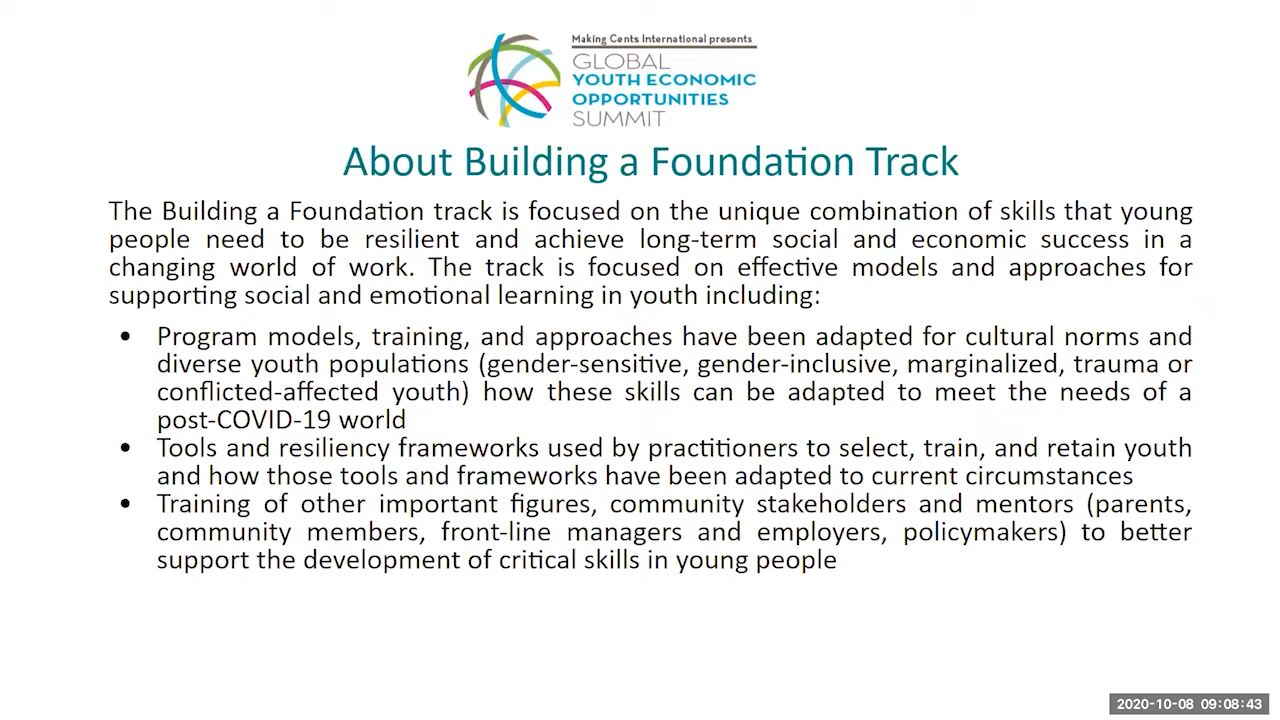 Making Cents International presents
GLOBAL
YOUTH ECONOMIC
OPPORTUNITIES
SUMMIT
About Building a Foundation Track
The Building a Foundation track is focused on the unique combination of skills that young
people need to be resilient and achieve long-term social and economic success in a
changing world of work. The track is focused on effective models and approaches for
supporting social and emotional learning in youth including:
• Program models, training, and approaches have been adapted for cultural norms and
diverse youth populations (gender-sensitive, gender-inclusive, marginalized, trauma or
conflicted-affected youth) how these skills can be adapted to meet the needs of a
post-COVID-19 world
• Tools and resiliency frameworks used by practitioners to select, train, and retain youth
and how those tools and frameworks have been adapted to current circumstances
• Training of other important figures, community stakeholders and mentors (parents,
community members, front-line managers and employers, policymakers) to better
support the development of critical skills in young people
2020-10-08 09:08:43